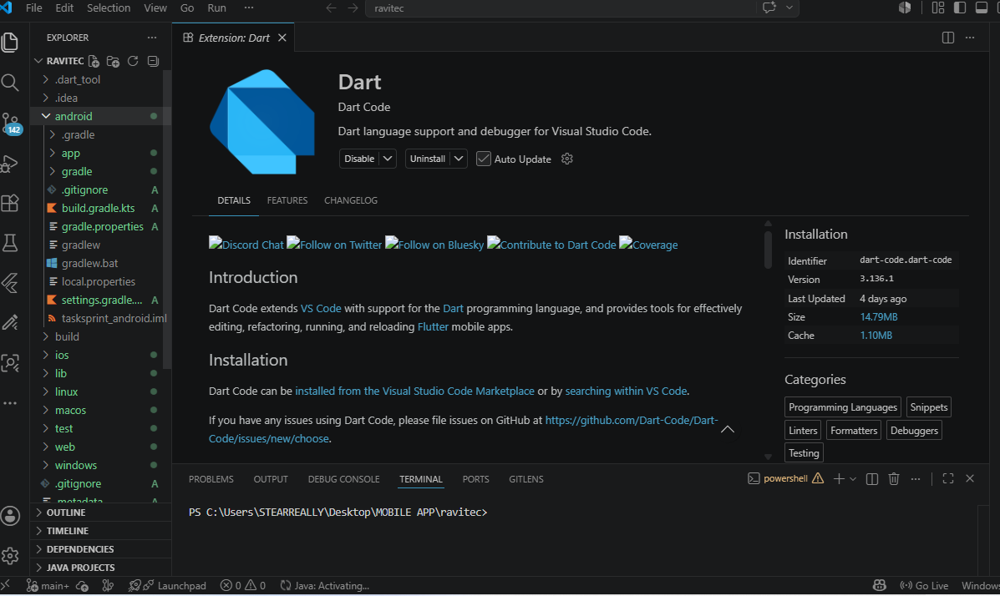 File Edit Selection View Go Run ··· ravitec
EXPLORER ···
RAVITEC
.dart_tool
.idea
android
.gradle
app
gradle
.gitignore A
build.gradle.kts A
gradle.properties A
gradlew
gradlew.bat
local.properties
settings.gradle.... A
tasksprint_android.iml
build
ios
lib
linux
macos
test
web
windows
.gitignore A
.metadata A
OUTLINE
TIMELINE
DEPENDENCIES
JAVA PROJECTS
142
Extension: Dart
Dart
Dart Code
Dart language support and debugger for Visual Studio Code.
Disable Uninstall Auto Update
DETAILS FEATURES CHANGELOG
Discord Chat Follow on Twitter Follow on Bluesky Contribute to Dart Code Coverage
Introduction
Dart Code extends VS Code with support for the Dart programming language, and provides tools for effectively
editing, refactoring, running, and reloading Flutter mobile apps.
Installation
Dart Code can be installed from the Visual Studio Code Marketplace or by searching within VS Code.
If you have any issues using Dart Code, please file issues on GitHub at https://github.com/Dart-Code/Dart-
Code/issues/new/choose.
Installation
Identifier dart-code.dart-code
Version 3.136.1
Last Updated 4 days ago
Size 14.79MB
Cache 1.10MB
Categories
Programming Languages Snippets
Linters Formatters Debuggers
Testing
PROBLEMS OUTPUT DEBUG CONSOLE TERMINAL PORTS GITLENS
powershell
PS C:\Users\STEARREALLY\Desktop\MOBILE APP\ravitec>
main+ Launchpad 0 0 Java: Activating... Go Live Window